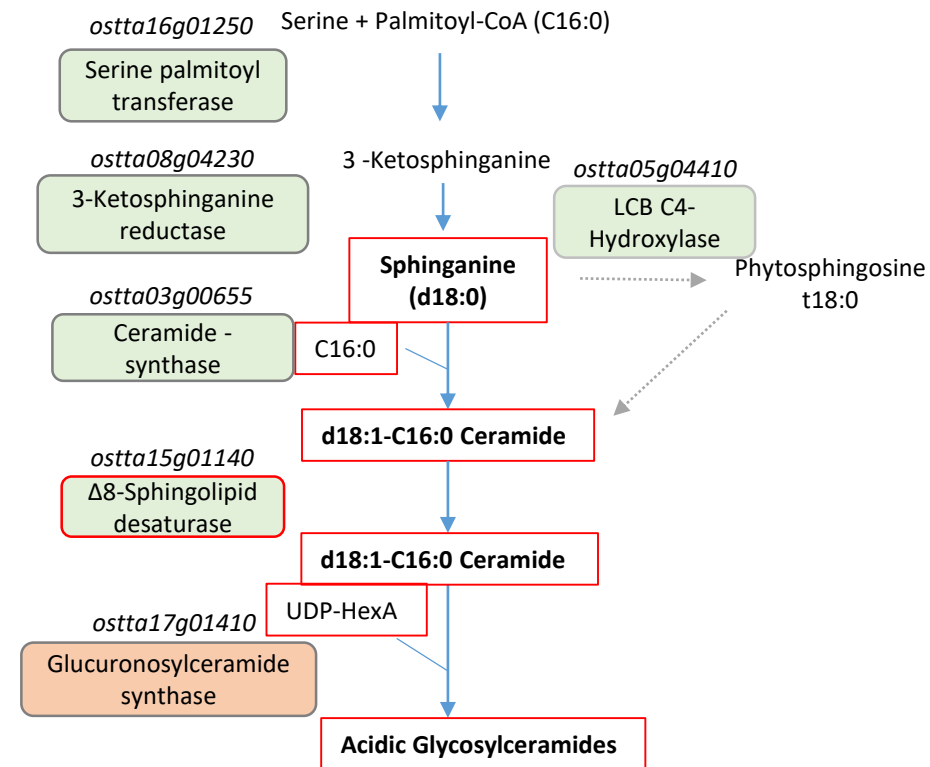 ostta16g01250
Serine + Palmitoyl-CoA (C16:0)
Serine palmitoyl
transferase
ostta08g04230
3 -Ketosphinganine
ostta05g04410
3-Ketosphinganine
reductase
LCB C4-
Hydroxylase
Sphinganine
(d18:0)
Phytosphingosine
t18:0
ostta03g00655
Ceramide -
synthase
C16:0
d18:1-C16:0 Ceramide
ostta15g01140
Δ8-Sphingolipid
desaturase
d18:1-C16:0 Ceramide
UDP-HexA
ostta17g01410
Glucuronosylceramide
synthase
Acidic Glycosylceramides